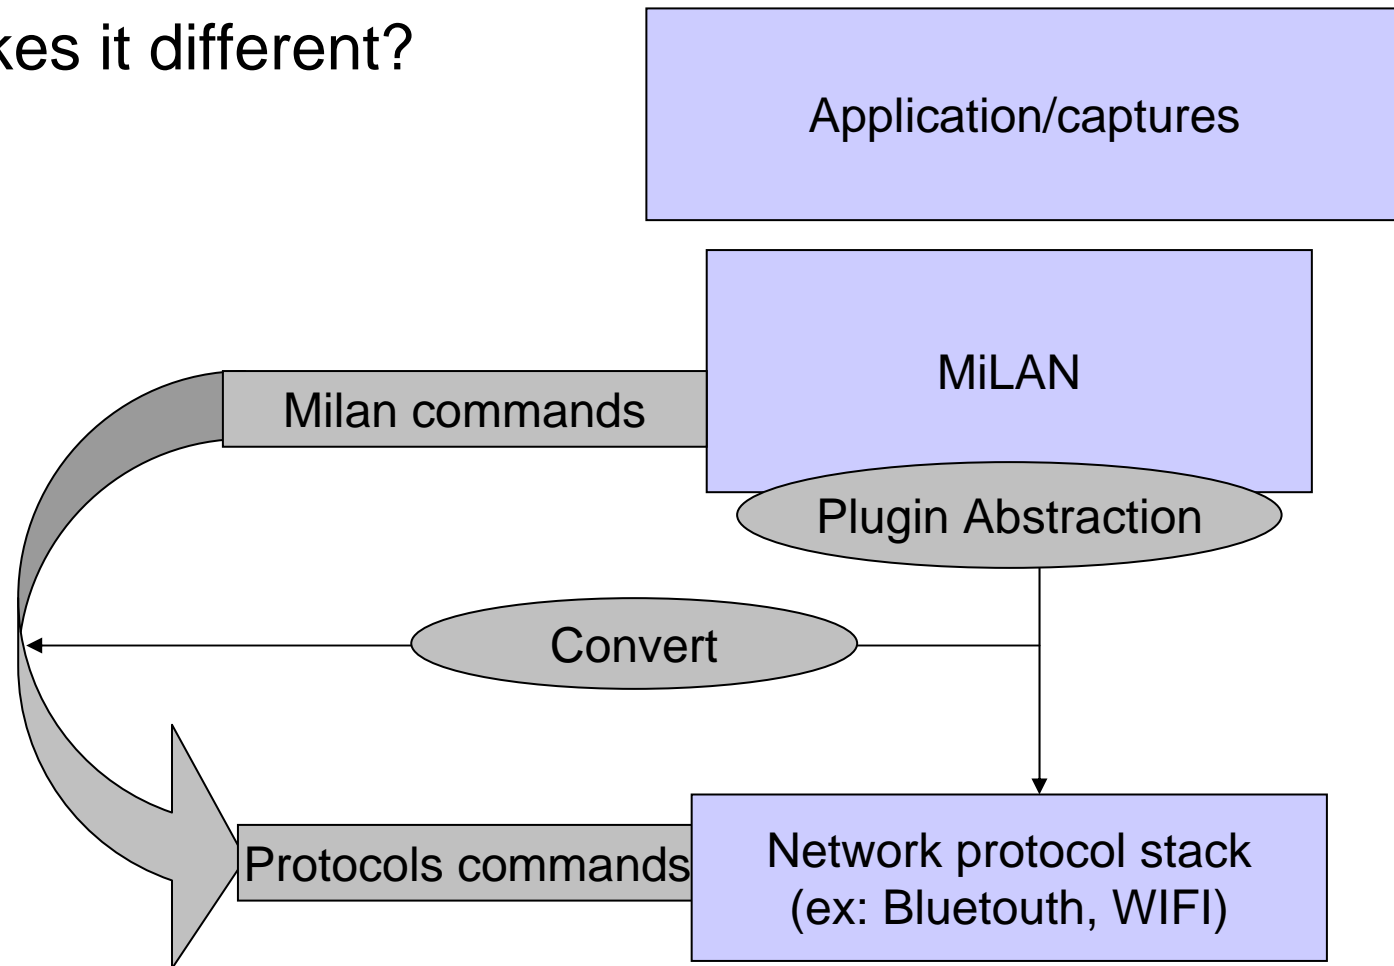 kes it different?
Application/captures
MiLAN
Milan commands
Plugin Abstraction
Convert
Protocols commands
Network protocol stack
(ex: Bluetouth, WIFI)